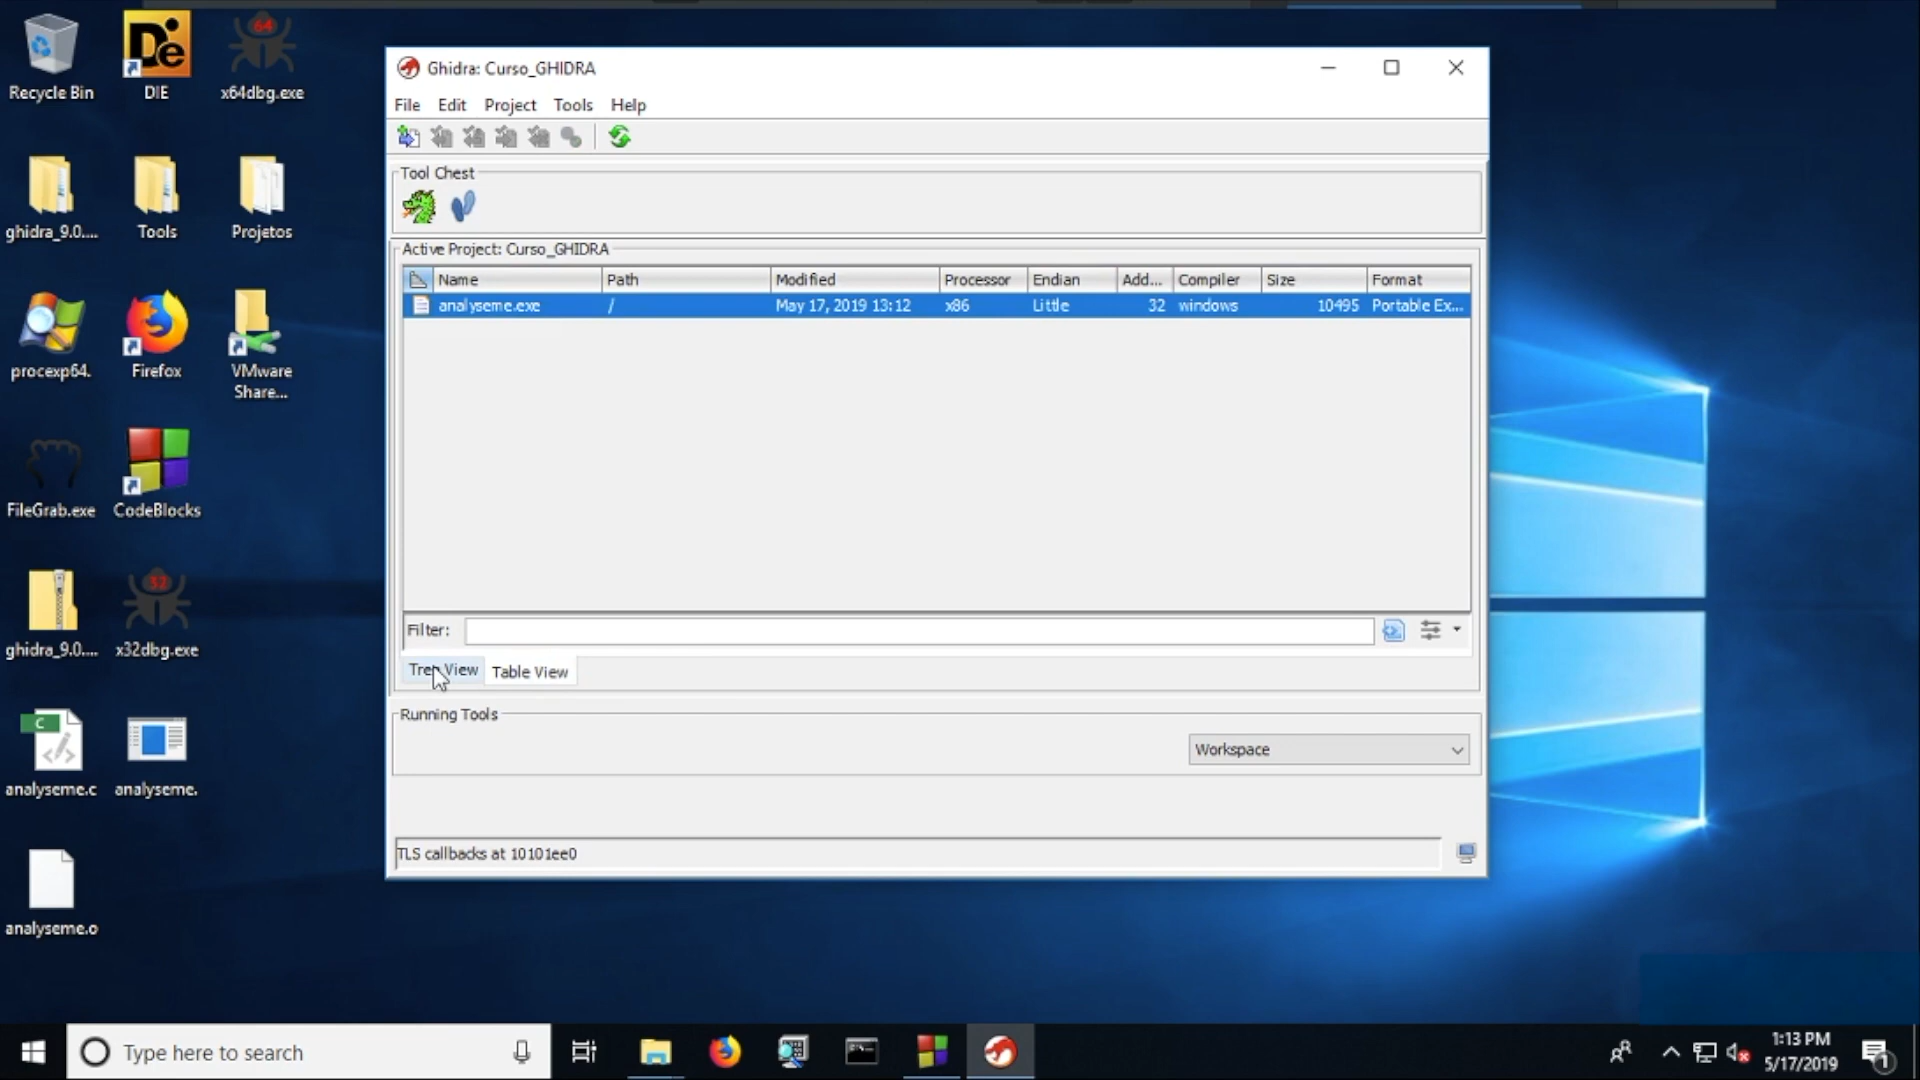 Recycle Bin
DIE
x64dbg.exe
ghidra_9.0....
Tools
Projetos
procexp64.
Firefox
VMware
Share...
FileGrab.exe
CodeBlocks
ghidra_9.0....
x32dbg.exe
analyseme.c
analyseme.
analyseme.o
De
64
32
C
Ghidra: Curso_GHIDRA
File Edit Project Tools Help
Tool Chest
Active Project: Curso_GHIDRA
Name Path Modified Processor Endian Add... Compiler Size Format
analyseme.exe / May 17, 2019 13:12 x86 Little 32 windows 10495 Portable Ex...
Filter:
Tree View Table View
Running Tools
Workspace
TLS callbacks at 10101ee0
Type here to search
1:13 PM
5/17/2019
1